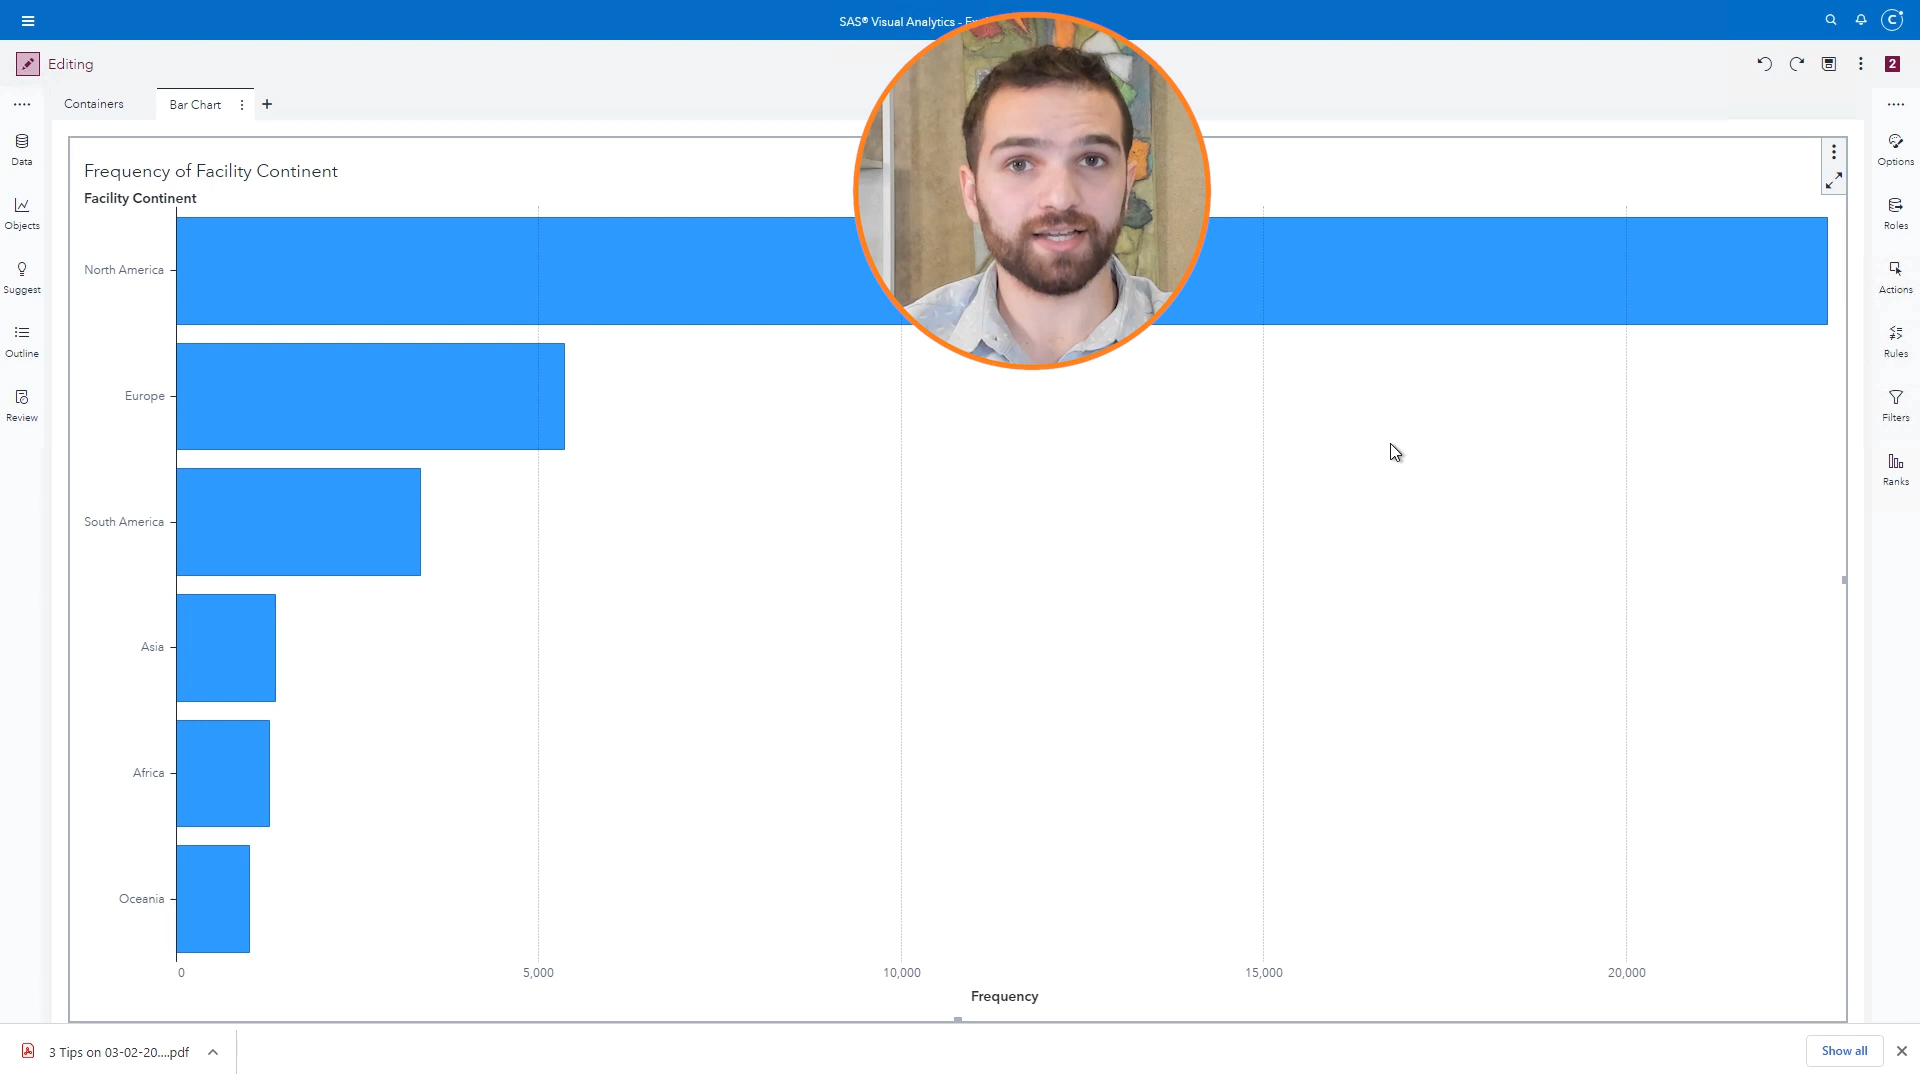 SAS® Visual Analytics -
C
Editing
2
Containers
Bar Chart
Data
Objects
Suggest
Outline
Review
Options
Roles
Actions
Rules
Filters
Ranks
Frequency of Facility Continent
Facility Continent
North America
Europe
South America
Asia
Africa
Oceania
0 5,000 10,000 15,000 20,000
Frequency
3 Tips on 03-02-20....pdf
Show all